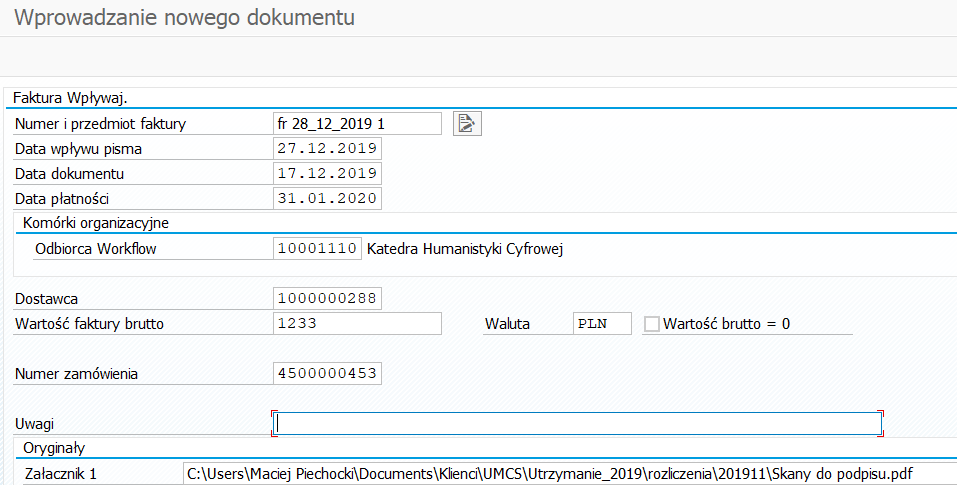 Wprowadzanie nowego dokumentu
Faktura Wpływaj.
Numer i przedmiot faktury fr 28_12_2019 1
Data wpływu pisma 27.12.2019
Data dokumentu 17.12.2019
Data płatności 31.01.2020
Komórki organizacyjne
Odbiorca Workflow 10001110 Katedra Humanistyki Cyfrowej
Dostawca 1000000288
Wartość faktury brutto 1233 Waluta PLN Wartość brutto = 0
Numer zamówienia 4500000453
Uwagi
Oryginały
Załacznik 1 C:\Users\Maciej Piechocki\Documents\Klienci\UMCS\Utrzymanie_2019\rozliczenia\201911\Skany do podpisu.pdf